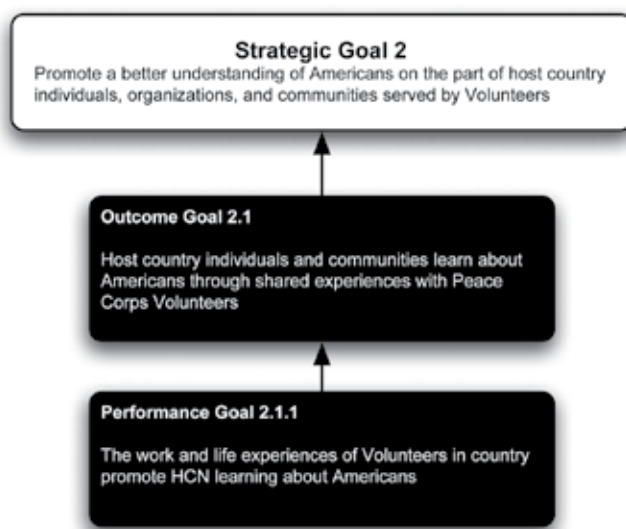 Strategic Goal 2
Promote a better understanding of Americans on the part of host country
individuals, organizations, and communities served by Volunteers
Outcome Goal 2.1
Host country individuals and communities learn about
Americans through shared experiences with Peace
Corps Volunteers
Performance Goal 2.1.1
The work and life experiences of Volunteers in country
promote HCN learning about Americans